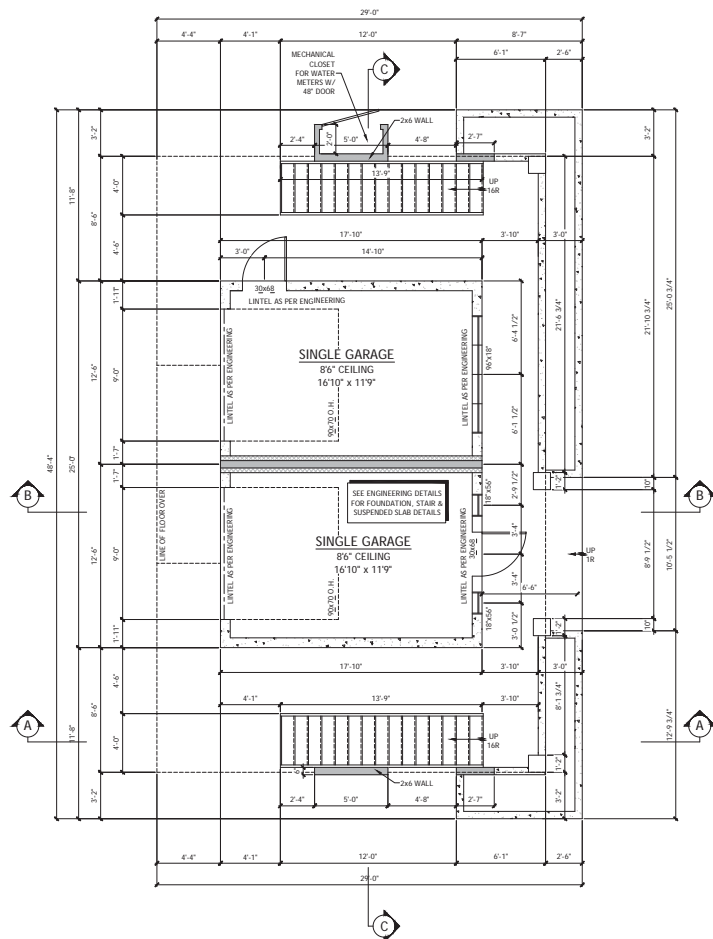 29'-0"
4'-4"
4'-1"
12'-0"
8'-7"
6'-1"
2'-6"
MECHANICAL
CLOSET
FOR WATER
METERS W/
48" DOOR
C
2x6 WALL
3'-2"
3'-2"
2'-4"
2'-0"
5'-0"
4'-8"
2'-7"
13'-9"
UP
16R
4'-0"
8'-6"
11'-8"
4'-6"
17'-10"
3'-10"
3'-0"
3'-0"
14'-10"
30x68
LINTEL AS PER ENGINEERING
1'-11"
21'-6 3/4"
21'-10 3/4"
25'-0 3/4"
LINTEL AS PER ENGINEERING
SINGLE GARAGE
8'6" CEILING
16'10" x 11'9"
LINTEL AS PER ENGINEERING
96"x18"
6'-4 1/2"
12'-6"
9'-0"
90x70 O.H.
6'-1 1/2"
48'-4"
25'-0"
1'-7"
1'-7"
B
B
LINE OF FLOOR OVER
SEE ENGINEERING DETAILS
FOR FOUNDATION, STAIR &
SUSPENDED SLAB DETAILS
18"x56"
2'-9 1/2"
1'-2"
10"
LINTEL AS PER ENGINEERING
SINGLE GARAGE
8'6" CEILING
16'10" x 11'9"
LINTEL AS PER ENGINEERING
30x68
3'-4"
UP
1R
8'-9 1/2"
10'-5 1/2"
12'-6"
9'-0"
90x70 O.H.
3'-4"
6'-6"
18"x56"
3'-0 1/2"
1'-2"
10"
1'-11"
17'-10"
3'-10"
3'-0"
4'-6"
8'-6"
11'-8"
4'-1"
13'-9"
3'-10"
8'-1 3/4"
12'-9 3/4"
A
A
4'-0"
UP
16R
1'-2"
6"
2x6 WALL
3'-2"
2'-4"
5'-0"
4'-8"
2'-7"
3'-2"
4'-4"
4'-1"
12'-0"
6'-1"
2'-6"
29'-0"
C